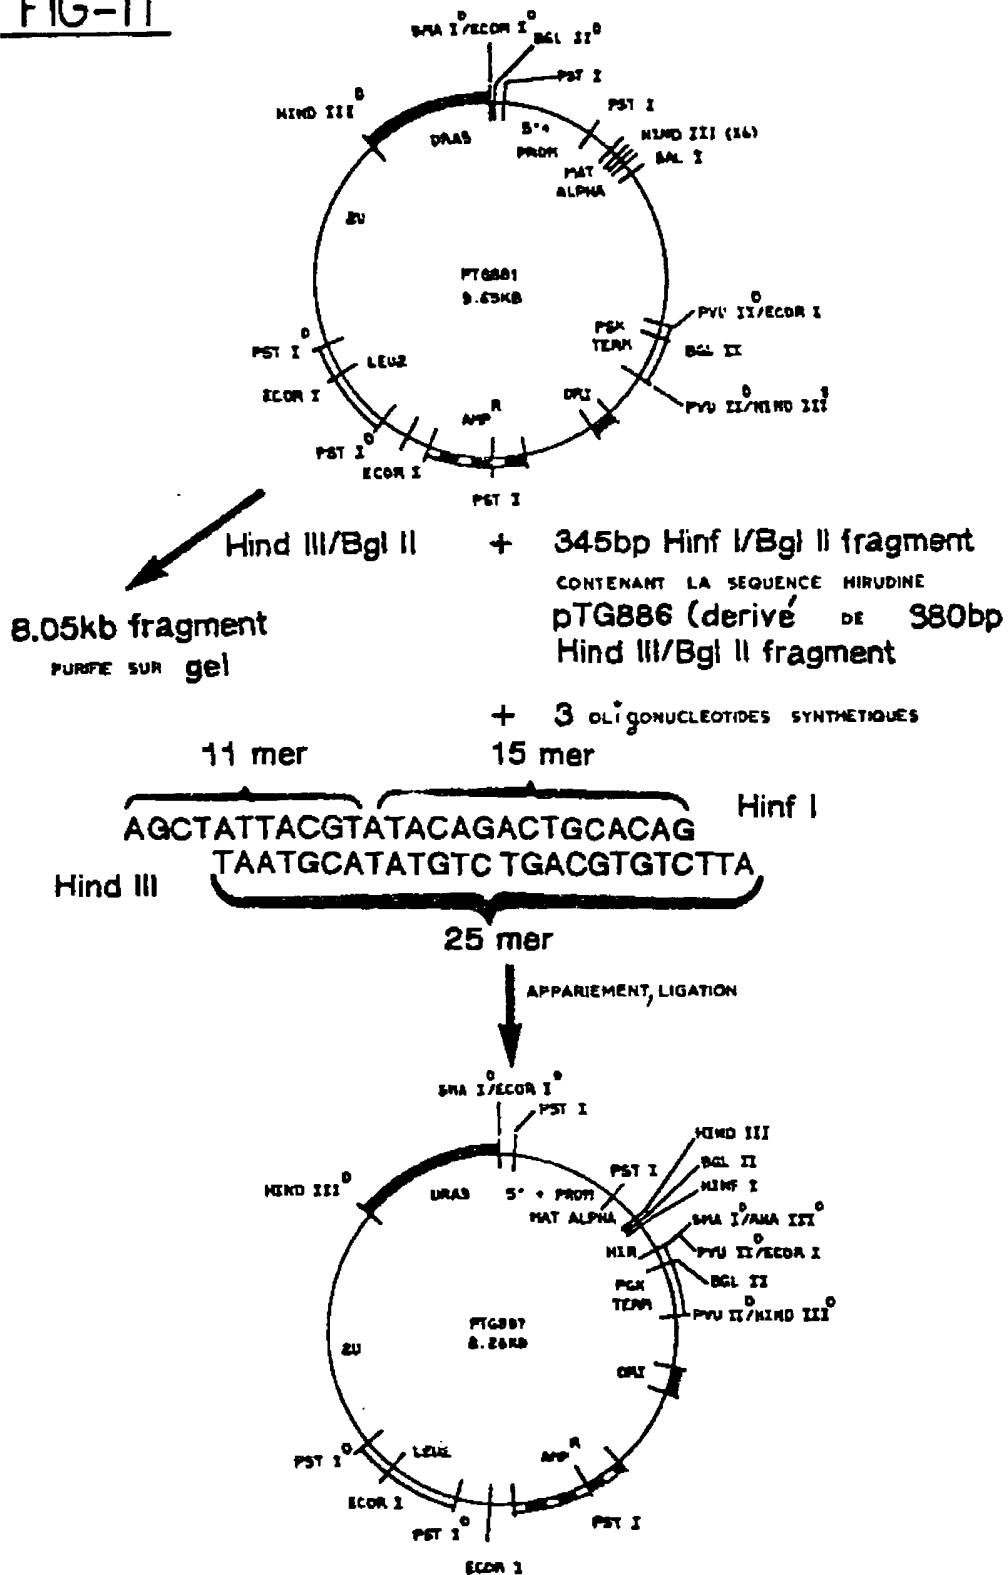 FIG-11
SMA I°/ECOR I°
BGL II°
PST I
HIND III°
PST I
DRAS
5'+
PROM
HIND III (X6)
SAL I
MAT
ALPHA
2U
PTG881
9.65KB
PVU II°/ECOR I
PGK
TERM
BGL II
PST I°
LEU2
ECOR I
ORI
PVU II°/HIND III°
AMP R
PST I°
ECOR I
PST I
Hind III/Bgl II + 345bp Hinf I/Bgl II fragment
CONTENANT LA SEQUENCE HIRUDINE
8.05kb fragment
pTG886 (derivé DE 980bp
PURIFIE SUR gel
Hind III/Bgl II fragment
+ 3 OLIGONUCLEOTIDES SYNTHETIQUES
11 mer 15 mer
Hinf I
AGCTATTACGTATACAGACTGCACAG
TAATGCATATGTC TGACGTGTCTTA
Hind III
25 mer
APPARIEMENT, LIGATION
SMA I°/ECOR I°
PST I
HIND III
PST I
BGL II
HINF I
HIND III°
5' + PROM
MAT ALPHA
SMA I°/AHA III°
HIR
PVU II°/ECOR I
PGK
TERM
BGL II
PVU II°/HIND III°
PTG887
8.26KB
2U
ORI
AMP R
LEU2
PST I°
ECOR I
PST I°
PST I
ECOR I